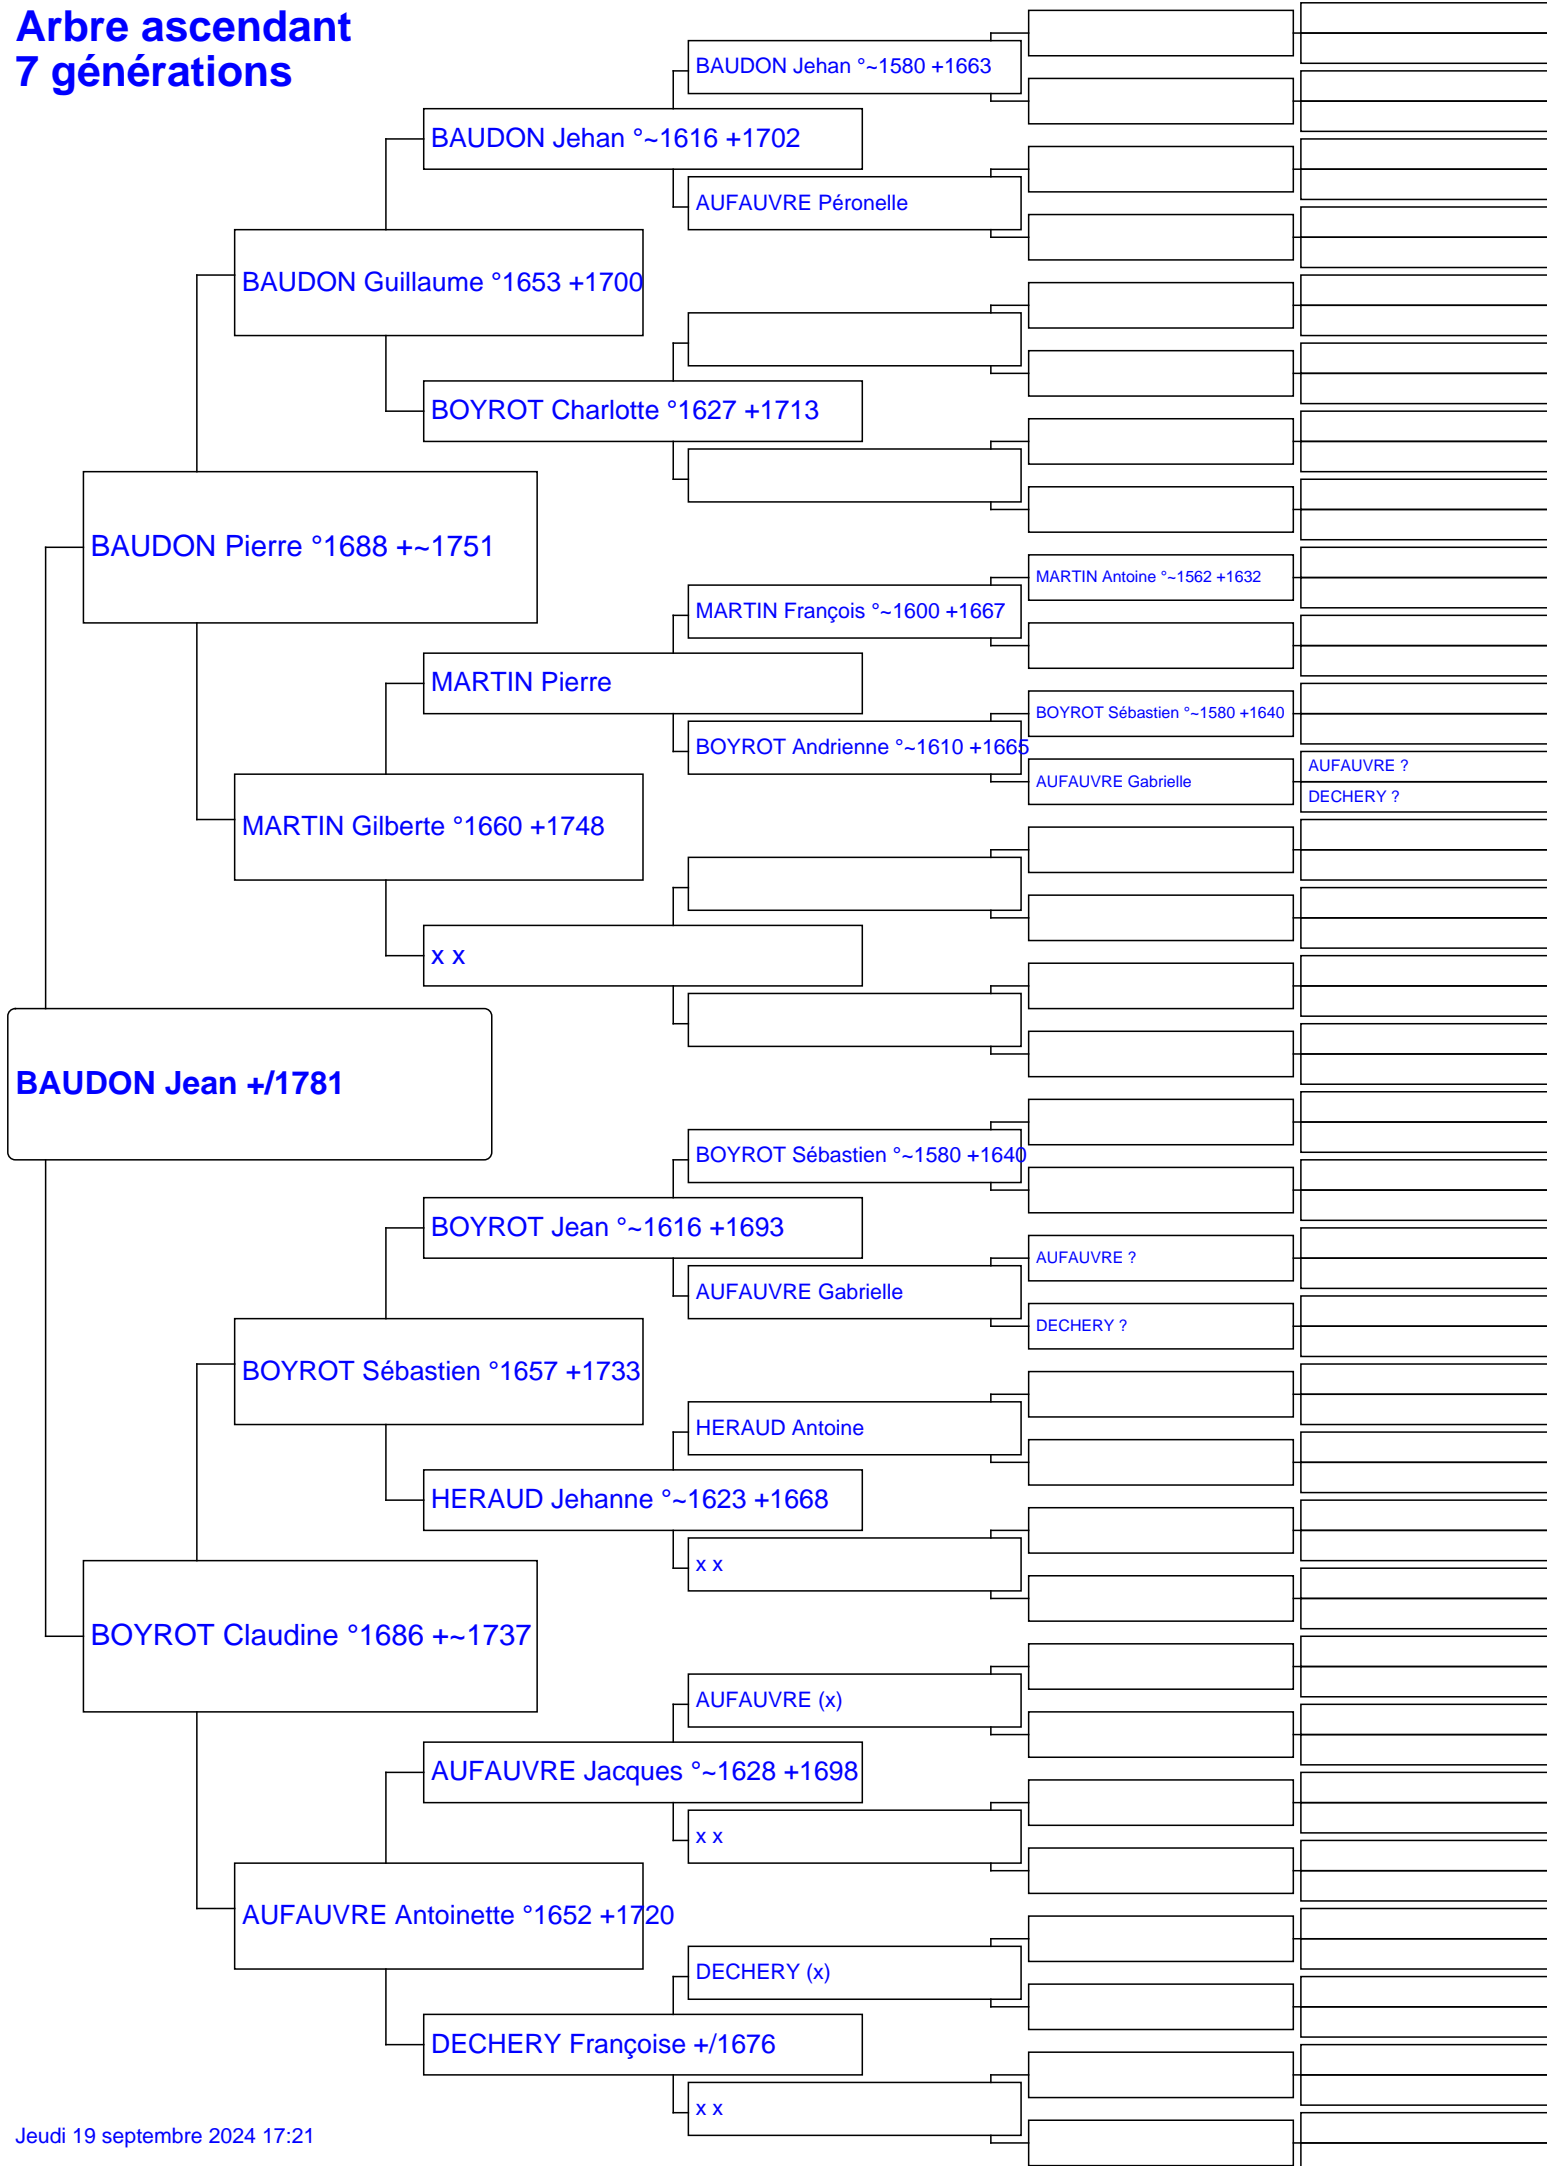 Arbre ascendant
7 générations
BAUDON Jehan °~1580 +1663
BAUDON Jehan °~1616 +1702
AUFAUVRE Péronelle
BAUDON Guillaume °1653 +1700
BOYROT Charlotte °1627 +1713
BAUDON Pierre °1688 +~1751
MARTIN Antoine °~1562 +1632
MARTIN François °~1600 +1667
MARTIN Pierre
BOYROT Sébastien °~1580 +1640
BOYROT Andrienne °~1610 +1665
AUFAUVRE ?
AUFAUVRE Gabrielle
DECHERY ?
MARTIN Gilberte °1660 +1748
x x
BAUDON Jean +/1781
BOYROT Sébastien °~1580 +1640
BOYROT Jean °~1616 +1693
AUFAUVRE ?
AUFAUVRE Gabrielle
DECHERY ?
BOYROT Sébastien °1657 +1733
HERAUD Antoine
HERAUD Jehanne °~1623 +1668
x x
BOYROT Claudine °1686 +~1737
AUFAUVRE (x)
AUFAUVRE Jacques °~1628 +1698
x x
AUFAUVRE Antoinette °1652 +1720
DECHERY (x)
DECHERY Françoise +/1676
x x
Jeudi 19 septembre 2024 17:21